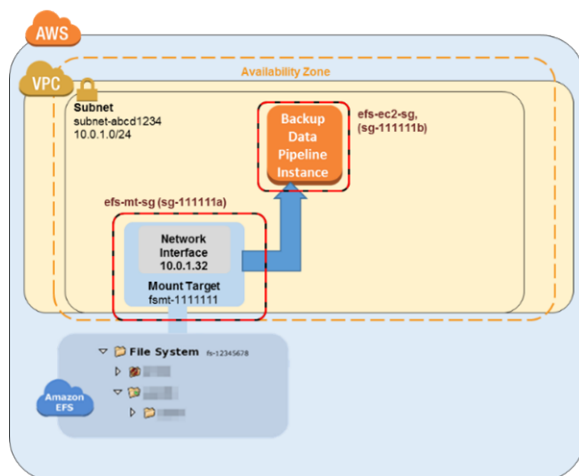 AWS
VPC
Availability Zone
Subnet
subnet-abcd1234
10.0.1.0/24
Backup
Data
Pipeline
Instance
efs-ec2-sg,
(sg-111111b)
efs-mt-sg (sg-111111a)
Network
Interface
10.0.1.32
Mount Target
fsmt-1111111
File System fs-12345678
Amazon
EFS